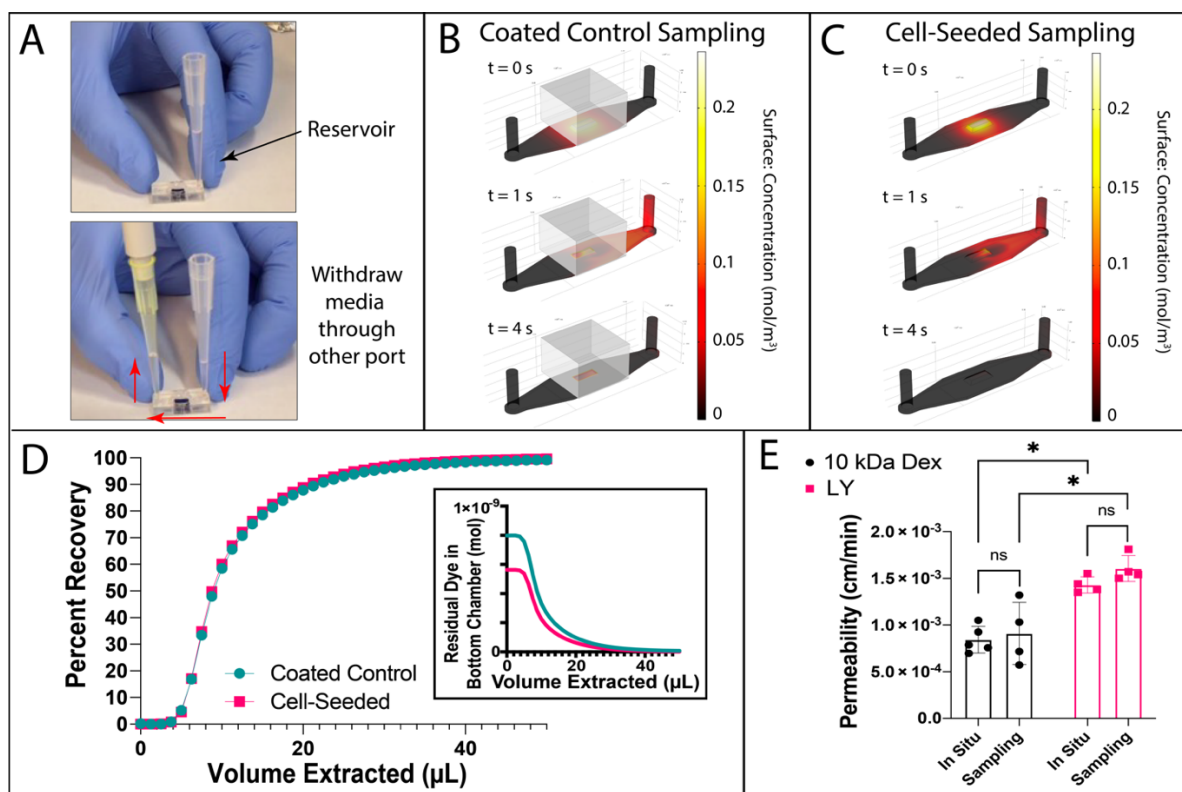 A
Reservoir
Withdraw
media
through
other port
B
Coated Control Sampling
t = 0 s
t = 1 s
t = 4 s
0.2
0.15
0.1
0.05
0
Surface: Concentration (mol/m³)
C
Cell-Seeded Sampling
t = 0 s
t = 1 s
t = 4 s
0.2
0.15
0.1
0.05
0
Surface: Concentration (mol/m³)
D
Percent Recovery
100
90
80
70
60
50
40
30
20
10
0
0
20
40
Volume Extracted (µL)
Coated Control
Cell-Seeded
Residual Dye in
Bottom Chamber (mol)
1×10⁻⁹
0
0
20
40
Volume Extracted (µL)
E
10 kDa Dex
LY
*
*
ns
ns
Permeability (cm/min)
2.0 × 10⁻³
1.5 × 10⁻³
1.0 × 10⁻³
5.0 × 10⁻⁴
0.0
In Situ
Sampling
In Situ
Sampling